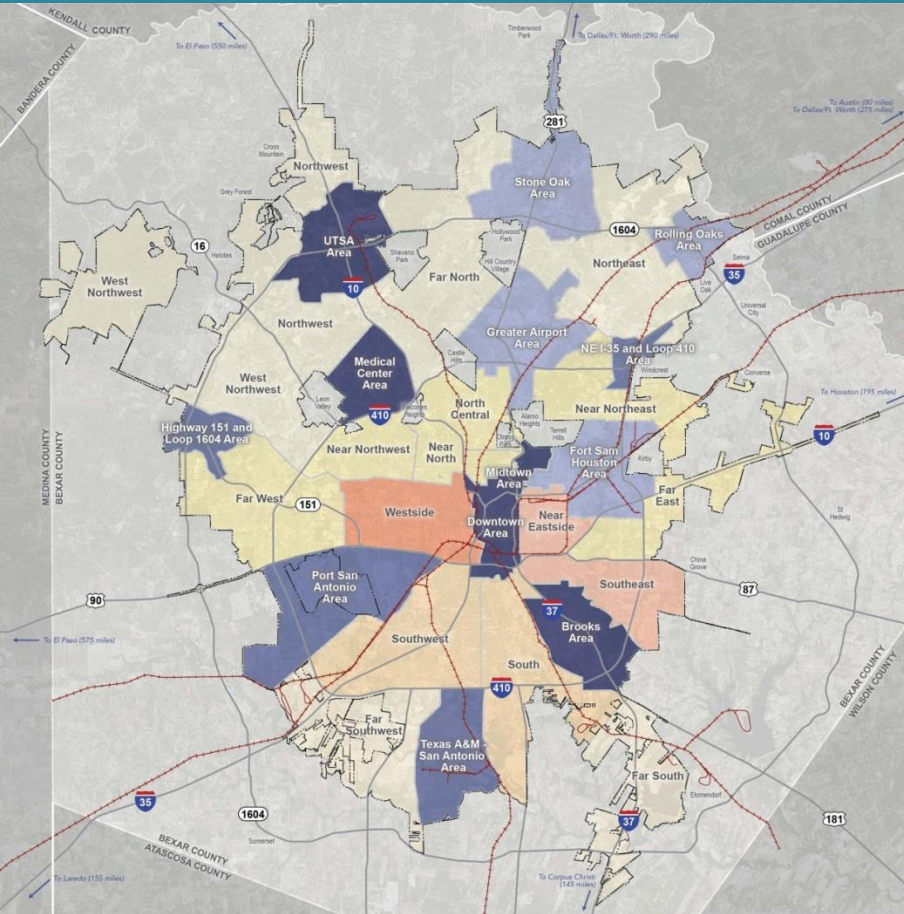 KENDALL COUNTY
BANDERA COUNTY
To El Paso (550 miles)
Timberwood
Park
To Dallas/Ft. Worth (290 miles)
To Austin (80 miles)
To Dallas/Ft. Worth (275 miles)
281
Cross
Mountain
Northwest
Grey Forest
Stone Oak
Area
COMAL COUNTY
GUADALUPE COUNTY
16
Helotes
UTSA
Area
Shavano
Park
Hollywood
Park
Hill Country
Village
1604
Rolling Oaks
Area
Selma
35
Live
Oak
Universal
City
West
Northwest
10
Far North
Northeast
Northwest
Greater Airport
Area
NE I-35 and Loop 410
Area
Windcrest
Converse
Medical
Center
Area
Castle
Hills
West
Northwest
Leon
Valley
410
Balcones
Heights
North
Central
Alamo
Heights
Near Northeast
To Houston (195 miles)
10
Highway 151 and
Loop 1604 Area
Terrell
Hills
Olmos
Park
Near Northwest
Near
North
Fort Sam
Houston
Area
Kirby
MEDINA COUNTY
BEXAR COUNTY
Midtown
Area
Far West
151
Westside
Downtown
Area
Near
Eastside
Far
East
St
Hedwig
China
Grove
Port San
Antonio
Area
Southeast
87
90
37
Brooks
Area
To El Paso (575 miles)
Southwest
South
410
BEXAR COUNTY
WILSON COUNTY
Far
Southwest
Texas A&M -
San Antonio
Area
Far South
Elmendorf
35
1604
Somerset
37
181
BEXAR COUNTY
ATASCOSA COUNTY
To Laredo (155 miles)
To Corpus Christi
(145 miles)